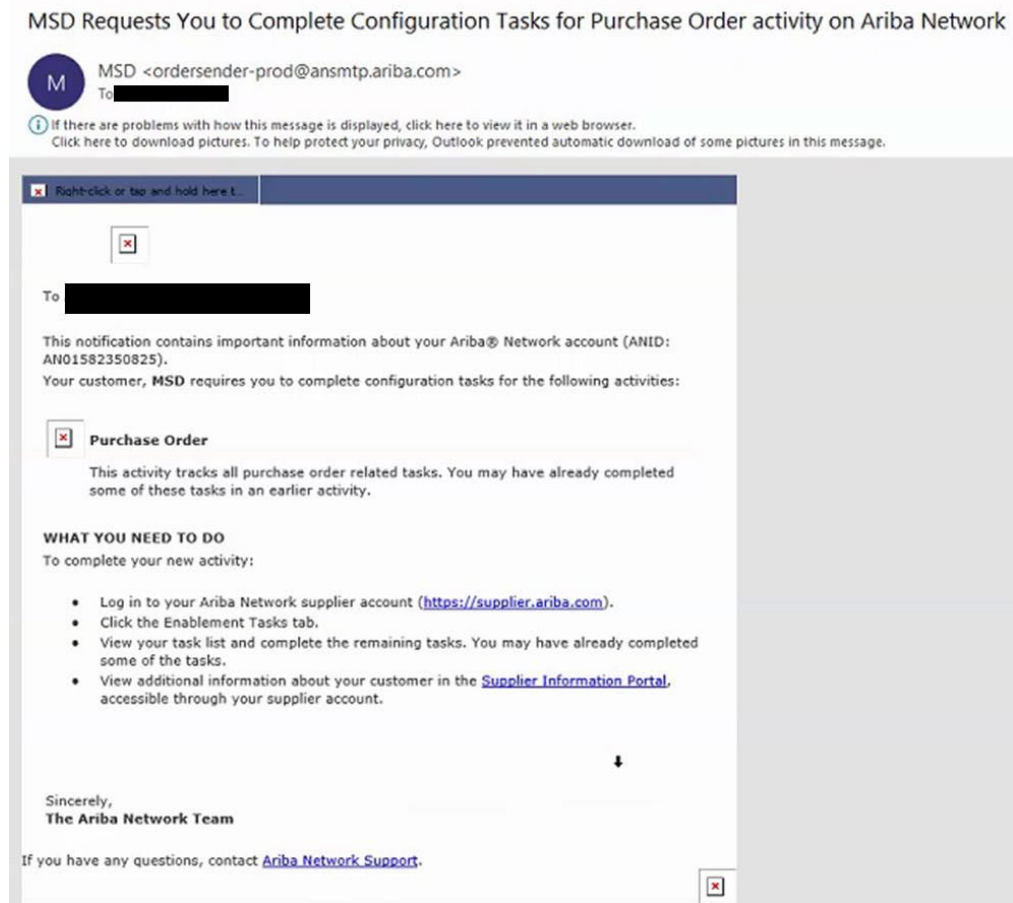 MSD Requests You to Complete Configuration Tasks for Purchase Order activity on Ariba Network
M
MSD <ordersender-prod@ansmtp.ariba.com>
To
If there are problems with how this message is displayed, click here to view it in a web browser.
Click here to download pictures. To help protect your privacy, Outlook prevented automatic download of some pictures in this message.
Right-click or tap and hold here t...
To
This notification contains important information about your Ariba® Network account (ANID:
AN01582350825).
Your customer, MSD requires you to complete configuration tasks for the following activities:
Purchase Order
This activity tracks all purchase order related tasks. You may have already completed
some of these tasks in an earlier activity.
WHAT YOU NEED TO DO
To complete your new activity:
• Log in to your Ariba Network supplier account (https://supplier.ariba.com).
• Click the Enablement Tasks tab.
• View your task list and complete the remaining tasks. You may have already completed
some of the tasks.
• View additional information about your customer in the Supplier Information Portal,
accessible through your supplier account.
Sincerely,
The Ariba Network Team
If you have any questions, contact Ariba Network Support.